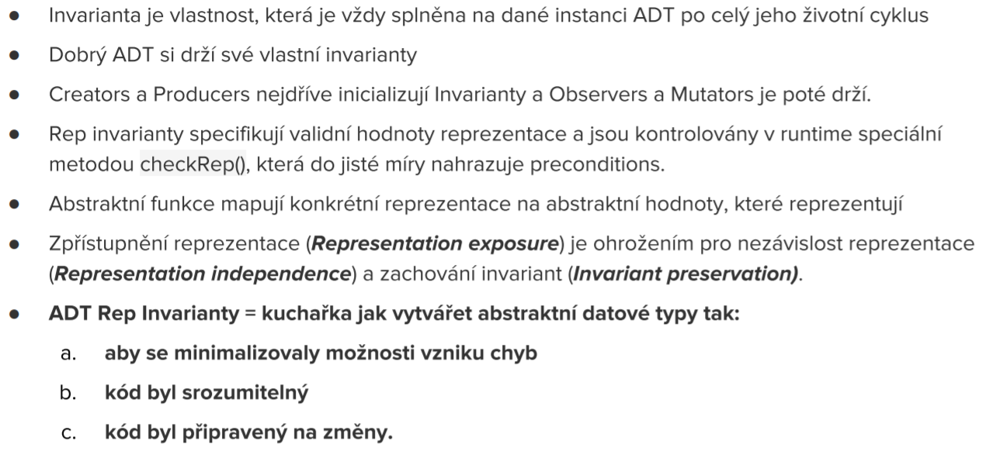 ● Invarianta je vlastnost, která je vždy splněna na dané instanci ADT po celý jeho životní cyklus
● Dobrý ADT si drží své vlastní invarianty
● Creators a Producers nejdříve inicializují Invarianty a Observers a Mutators je poté drží.
● Rep invarianty specifikují validní hodnoty reprezentace a jsou kontrolovány v runtime speciální
metodou checkRep(), která do jisté míry nahrazuje preconditions.
● Abstraktní funkce mapují konkrétní reprezentace na abstraktní hodnoty, které reprezentují
● Zpřístupnění reprezentace (Representation exposure) je ohrožením pro nezávislost reprezentace
(Representation independence) a zachování invariant (Invariant preservation).
● ADT Rep Invarianty = kuchařka jak vytvářet abstraktní datové typy tak:
a. aby se minimalizovaly možnosti vzniku chyb
b. kód byl srozumitelný
c. kód byl připravený na změny.